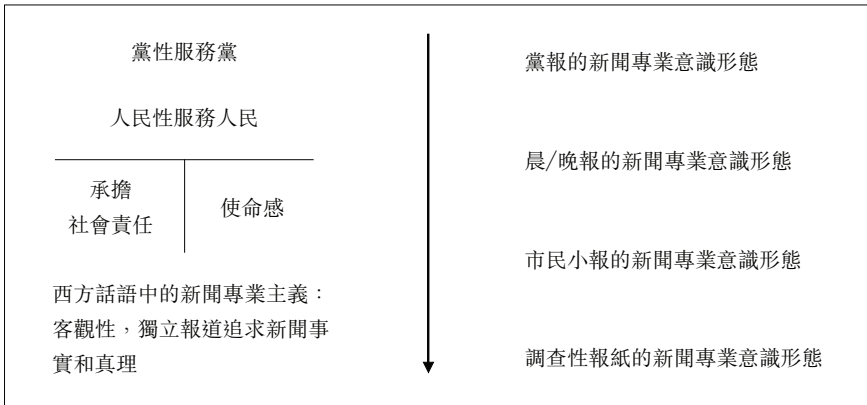 黨性服務黨
人民性服務人民
承擔
社會責任
使命感
西方話語中的新聞專業主義：
客觀性，獨立報道追求新聞事
實和真理
黨報的新聞專業意識形態
晨/晚報的新聞專業意識形態
市民小報的新聞專業意識形態
調查性報紙的新聞專業意識形態